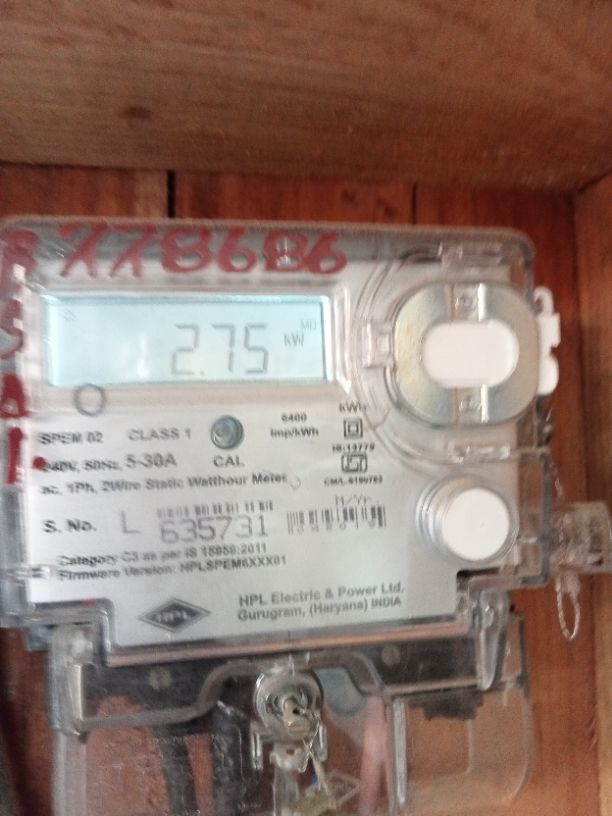 778686
MD
2.75 kW
SPEM 02 CLASS 1 6400 imp/kWh kWh
240V, 50Hz, 5-30A CAL IS:13779
ac, 1Ph, 2Wire Static Watthour Meter
S. No. L 635731 M/Yr.
Category C3 as per IS 15959:2011
Firmware Version: HPLSPEM6XXX01
HPL
HPL Electric & Power Ltd.
Gurugram, (Haryana) INDIA